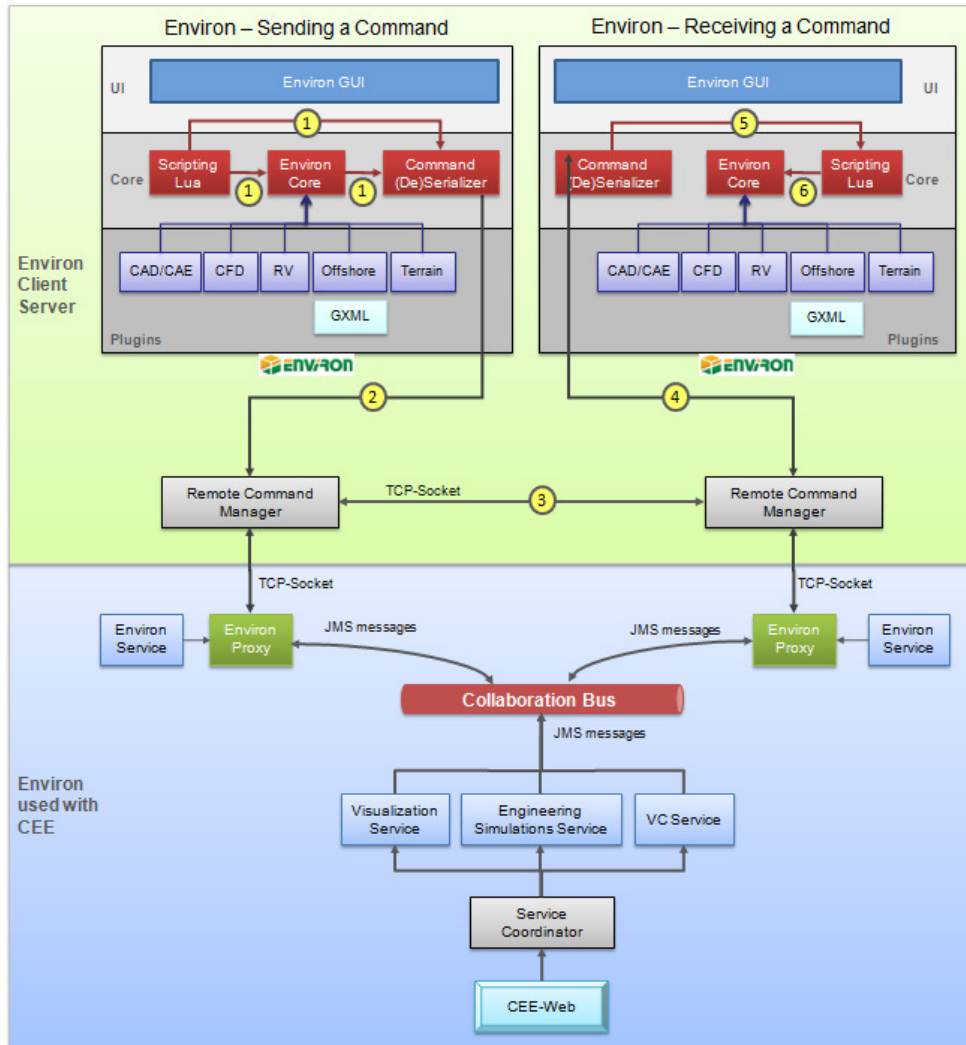 Environ – Sending a Command
Environ – Receiving a Command
UI
Environ GUI
1
Core
Scripting
Lua
1
Environ
Core
1
Command
(De)Serializer
CAD/CAE
CFD
RV
Offshore
Terrain
GXML
Plugins
ENVIRON
Environ GUI
UI
5
Command
(De)Serializer
Environ
Core
6
Scripting
Lua
Core
CAD/CAE
CFD
RV
Offshore
Terrain
GXML
Plugins
ENVIRON
Environ
Client
Server
2
4
Remote Command
Manager
TCP-Socket
3
Remote Command
Manager
TCP-Socket
TCP-Socket
Environ
Service
Environ
Proxy
JMS messages
JMS messages
Environ
Proxy
Environ
Service
Collaboration Bus
JMS messages
Environ
used with
CEE
Visualization
Service
Engineering
Simulations Service
VC Service
Service
Coordinator
CEE-Web